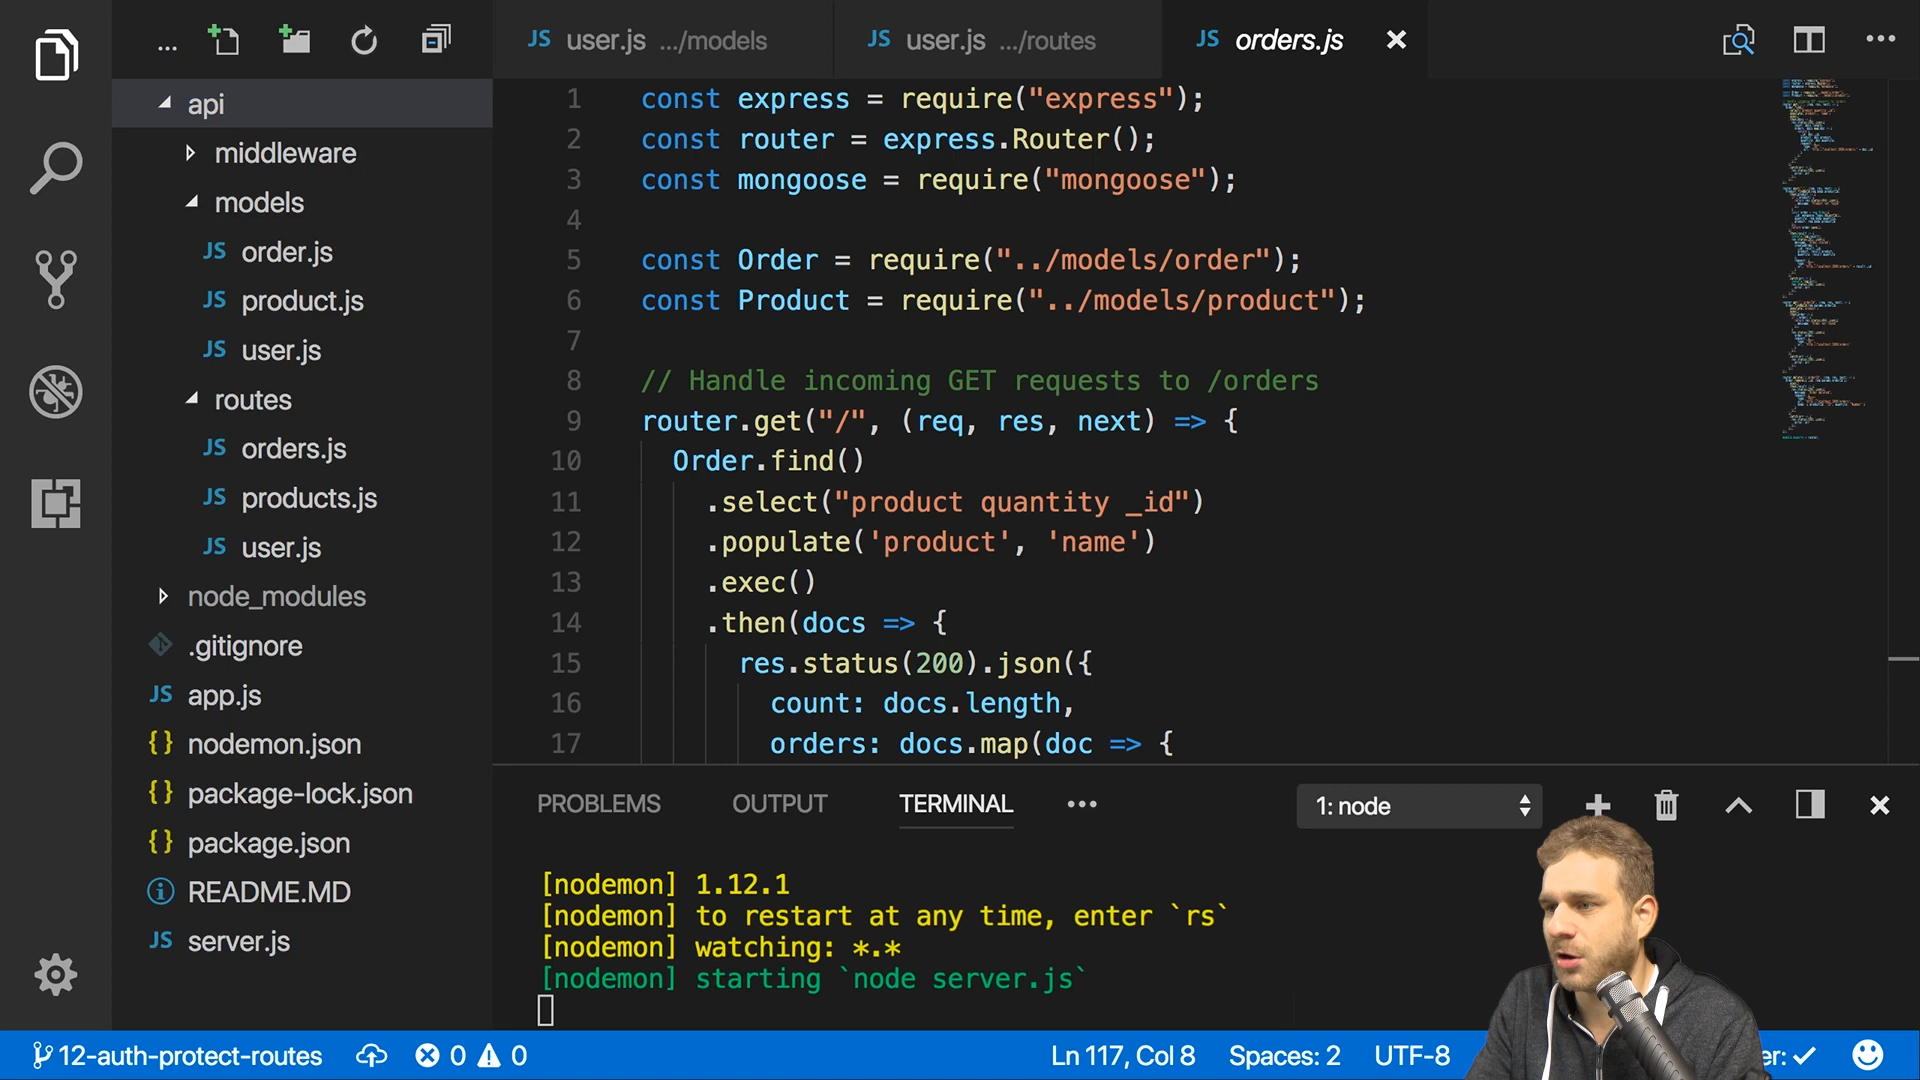 ...
JS user.js .../models
JS user.js .../routes
JS orders.js
api
middleware
models
JS order.js
JS product.js
JS user.js
routes
JS orders.js
JS products.js
JS user.js
node_modules
.gitignore
JS app.js
{} nodemon.json
{} package-lock.json
{} package.json
README.MD
JS server.js
1 const express = require("express");
2 const router = express.Router();
3 const mongoose = require("mongoose");
4
5 const Order = require("../models/order");
6 const Product = require("../models/product");
7
8 // Handle incoming GET requests to /orders
9 router.get("/", (req, res, next) => {
10 Order.find()
11 .select("product quantity _id")
12 .populate('product', 'name')
13 .exec()
14 .then(docs => {
15 res.status(200).json({
16 count: docs.length,
17 orders: docs.map(doc => {
PROBLEMS OUTPUT TERMINAL ... 1: node
[nodemon] 1.12.1
[nodemon] to restart at any time, enter `rs`
[nodemon] watching: *.*
[nodemon] starting `node server.js`
12-auth-protect-routes 0 0 Ln 117, Col 8 Spaces: 2 UTF-8 er: ✓